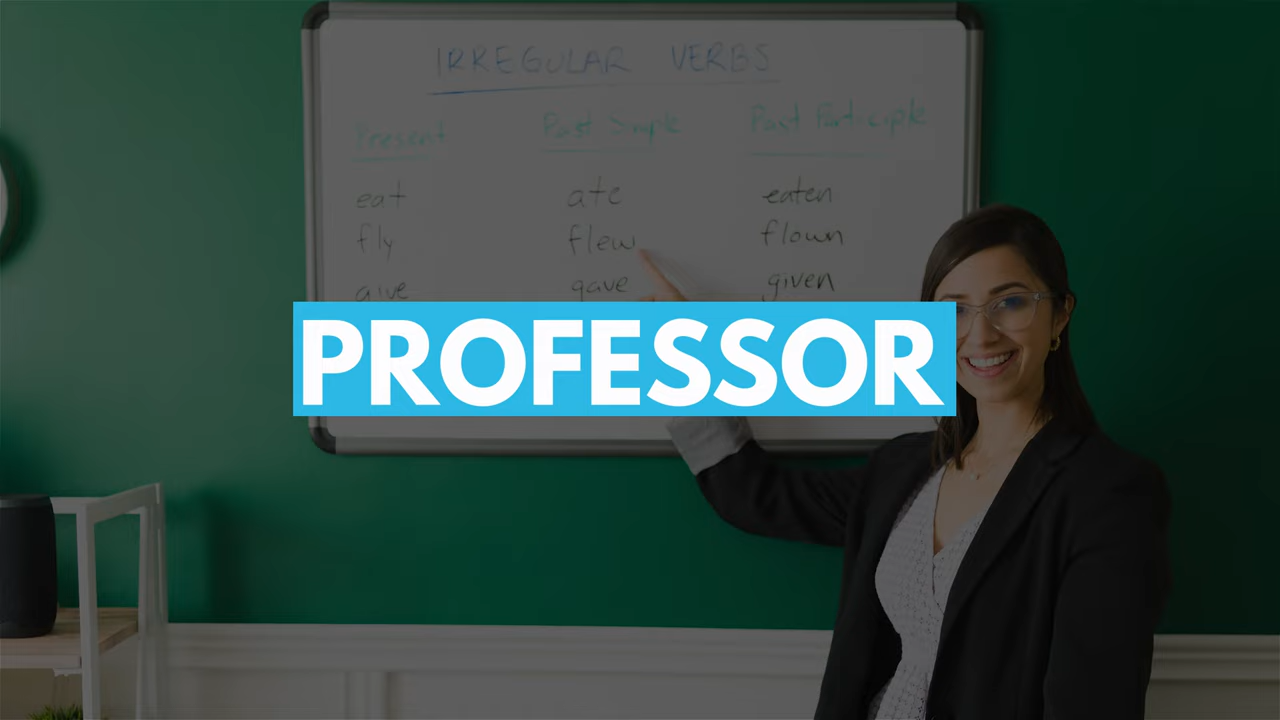 IRREGULAR VERBS
Present Past Simple Past Participle
eat ate eaten
fly flew flown
give gave given
PROFESSOR